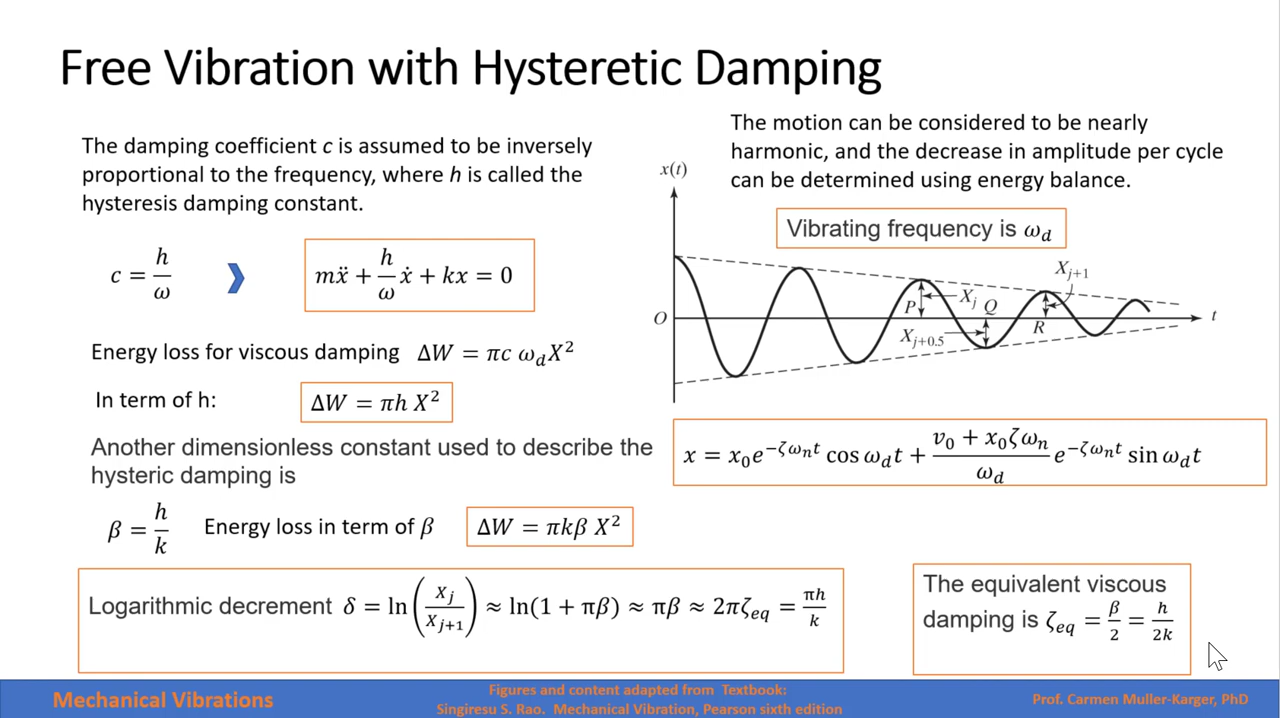 Free Vibration with Hysteretic Damping
The damping coefficient c is assumed to be inversely
proportional to the frequency, where h is called the
hysteresis damping constant.
c = h/ω
mẍ + h/ω ẋ + kx = 0
Energy loss for viscous damping ΔW = πc ω_d X²
In term of h: ΔW = πh X²
Another dimensionless constant used to describe the
hysteric damping is
β = h/k Energy loss in term of β ΔW = πkβ X²
Logarithmic decrement δ = ln(X_j/X_{j+1}) ≈ ln(1 + πβ) ≈ πβ ≈ 2πζ_eq = πh/k
The motion can be considered to be nearly
harmonic, and the decrease in amplitude per cycle
can be determined using energy balance.
Vibrating frequency is ω_d
x(t)
X_{j+1}
P X_j Q
O t
X_{j+0.5} R
x = x₀e^{−ζω_n t} cos ω_d t + (v₀ + x₀ζω_n)/ω_d e^{−ζω_n t} sin ω_d t
The equivalent viscous
damping is ζ_eq = β/2 = h/2k
Mechanical Vibrations
Figures and content adapted from Textbook:
Singiresu S. Rao. Mechanical Vibration, Pearson sixth edition
Prof. Carmen Muller-Karger, PhD